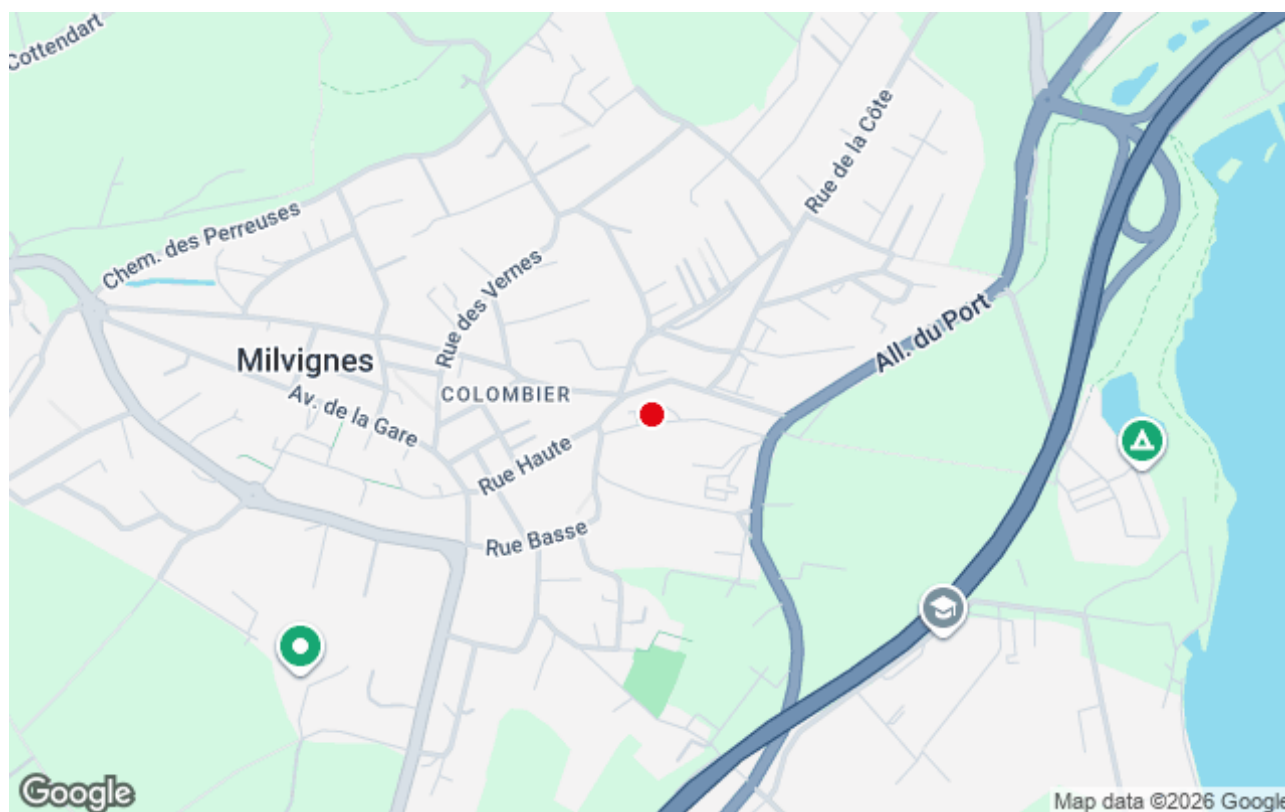 Cottendart
Rue de la Côte
Chem. des Perreuses
Rue des Vernes
All. du Port
Milvignes
COLOMBIER
Av. de la Gare
Rue Haute
Rue Basse
Google
Map data ©2026 Google